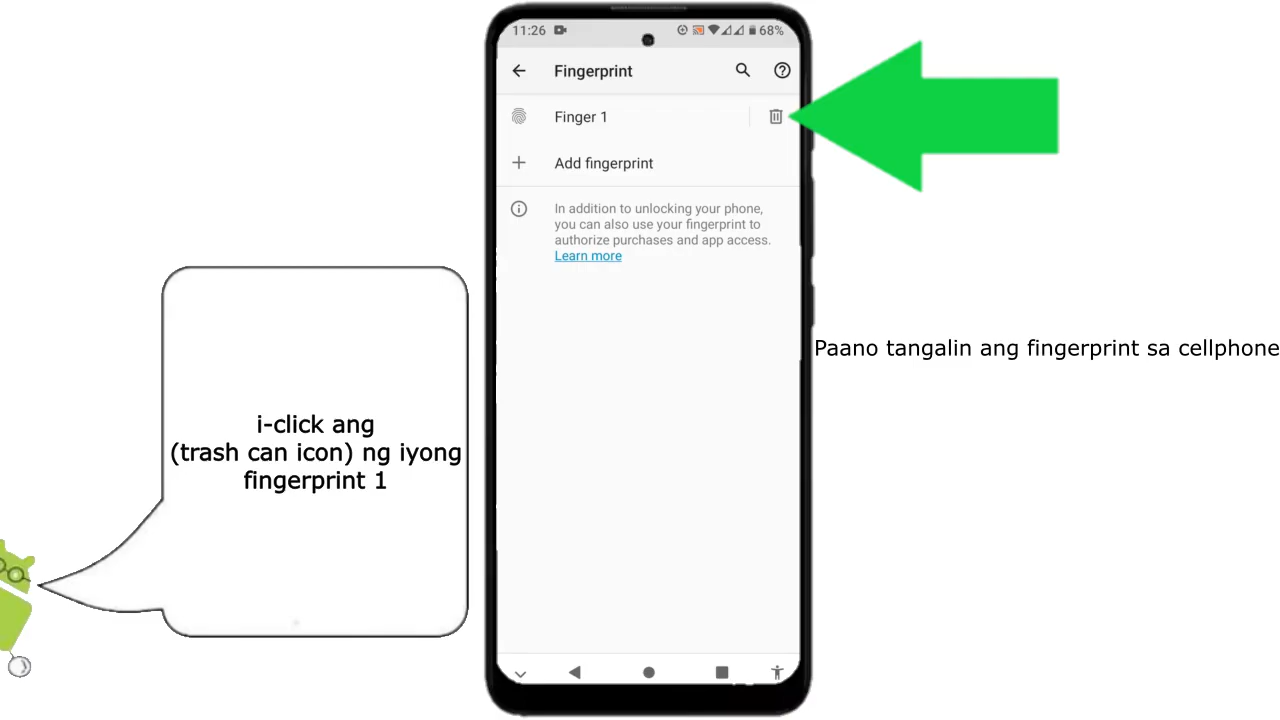 11:26
68%
Fingerprint
Finger 1
Add fingerprint
In addition to unlocking your phone,
you can also use your fingerprint to
authorize purchases and app access.
Learn more
i-click ang
(trash can icon) ng iyong
fingerprint 1
Paano tangalin ang fingerprint sa cellphone